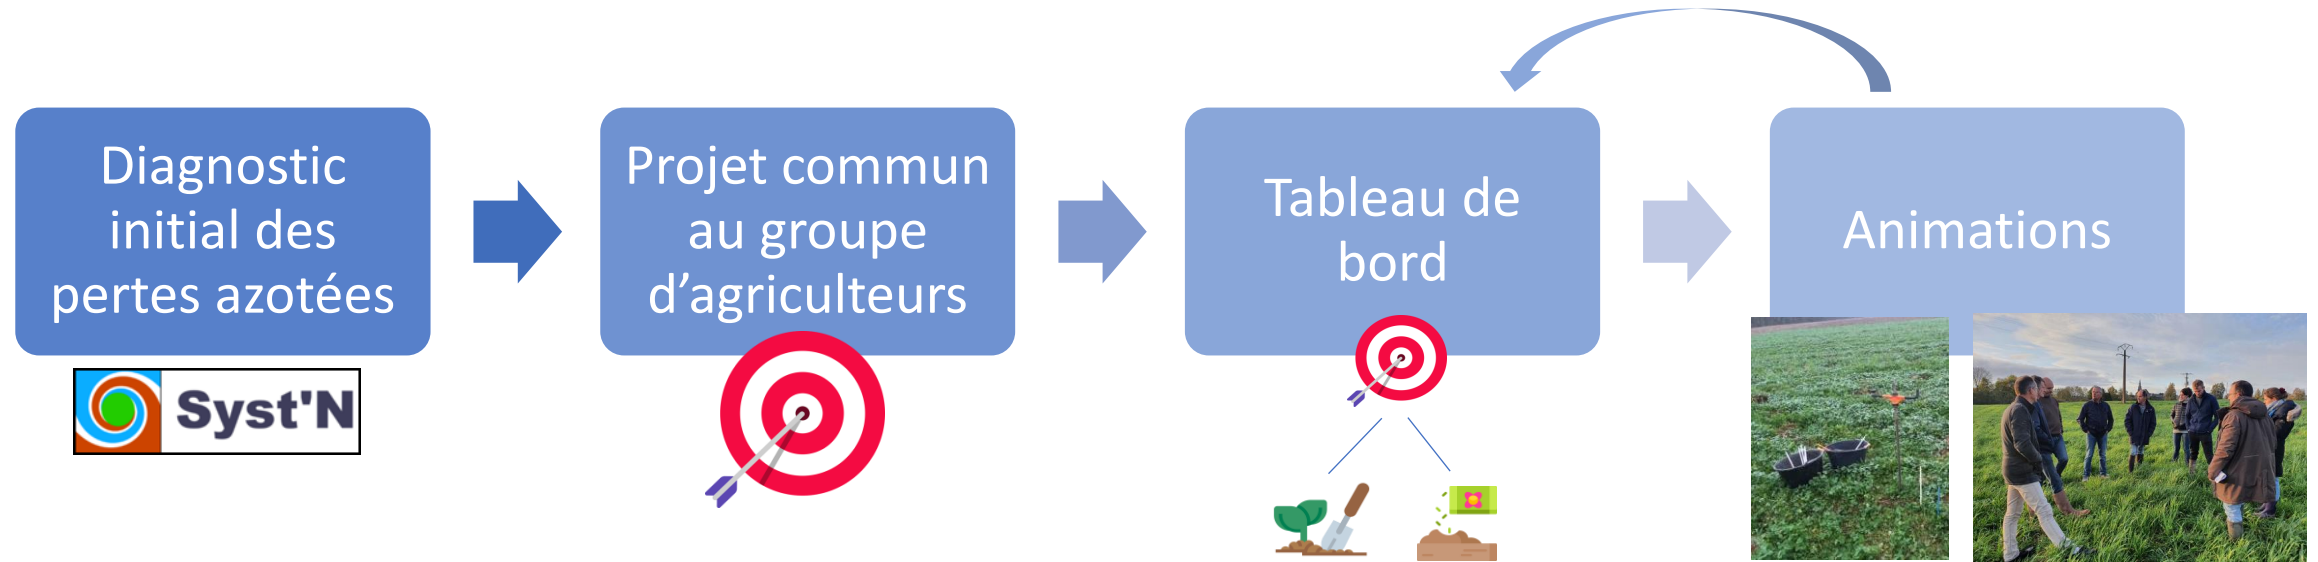 Diagnostic
initial des
pertes azotées
Syst'N
Projet commun
au groupe
d’agriculteurs
Tableau de
bord
Animations